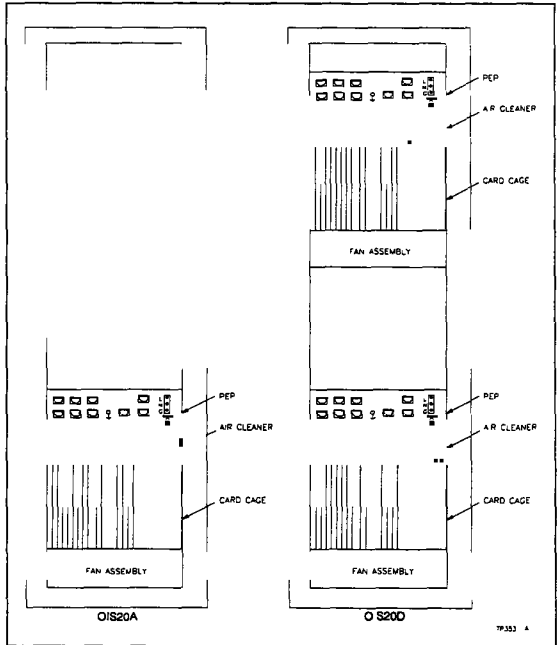 PEP
AIR CLEANER
CARD CAGE
FAN ASSEMBLY
PEP
AIR CLEANER
CARD CAGE
FAN ASSEMBLY
PEP
AIR CLEANER
CARD CAGE
FAN ASSEMBLY
OIS20A
OIS20D
TP353 A